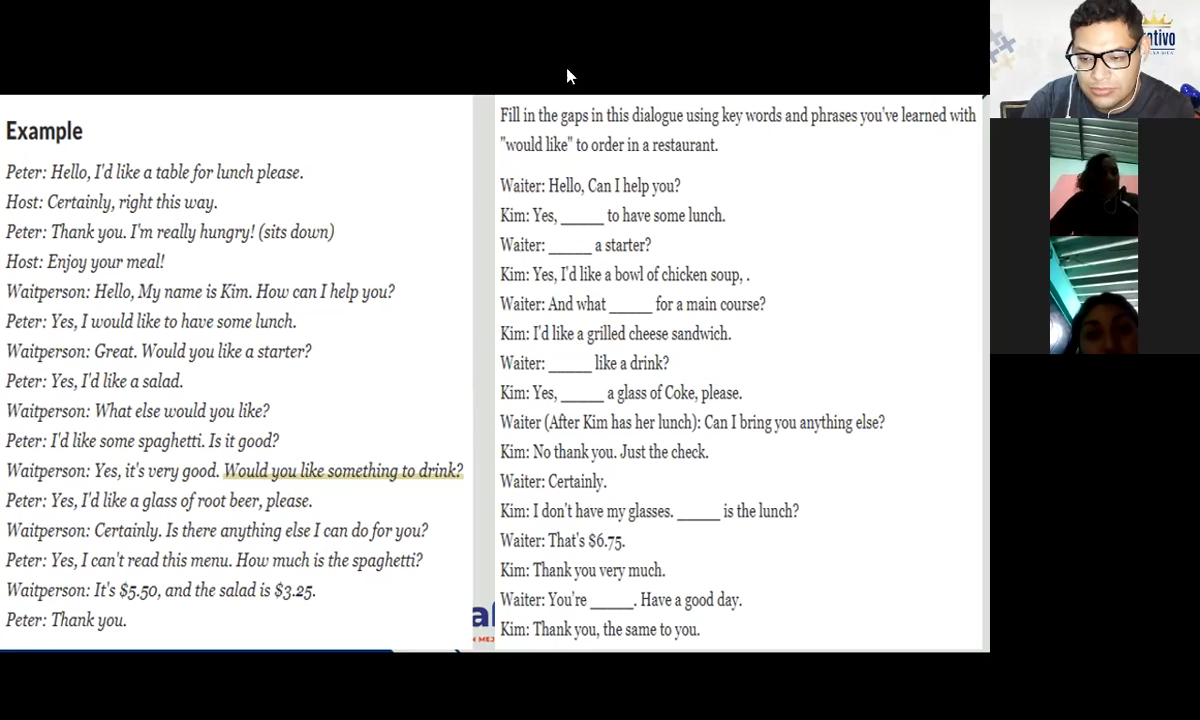 Example
Peter: Hello, I'd like a table for lunch please.
Host: Certainly, right this way.
Peter: Thank you. I'm really hungry! (sits down)
Host: Enjoy your meal!
Waitperson: Hello, My name is Kim. How can I help you?
Peter: Yes, I would like to have some lunch.
Waitperson: Great. Would you like a starter?
Peter: Yes, I'd like a salad.
Waitperson: What else would you like?
Peter: I'd like some spaghetti. Is it good?
Waitperson: Yes, it's very good. Would you like something to drink?
Peter: Yes, I'd like a glass of root beer, please.
Waitperson: Certainly. Is there anything else I can do for you?
Peter: Yes, I can't read this menu. How much is the spaghetti?
Waitperson: It's $5.50, and the salad is $3.25.
Peter: Thank you.
Fill in the gaps in this dialogue using key words and phrases you've learned with
"would like" to order in a restaurant.
Waiter: Hello, Can I help you?
Kim: Yes, _____ to have some lunch.
Waiter: _____ a starter?
Kim: Yes, I'd like a bowl of chicken soup, .
Waiter: And what _____ for a main course?
Kim: I'd like a grilled cheese sandwich.
Waiter: _____ like a drink?
Kim: Yes, _____ a glass of Coke, please.
Waiter (After Kim has her lunch): Can I bring you anything else?
Kim: No thank you. Just the check.
Waiter: Certainly.
Kim: I don't have my glasses. _____ is the lunch?
Waiter: That's $6.75.
Kim: Thank you very much.
Waiter: You're _____. Have a good day.
Kim: Thank you, the same to you.